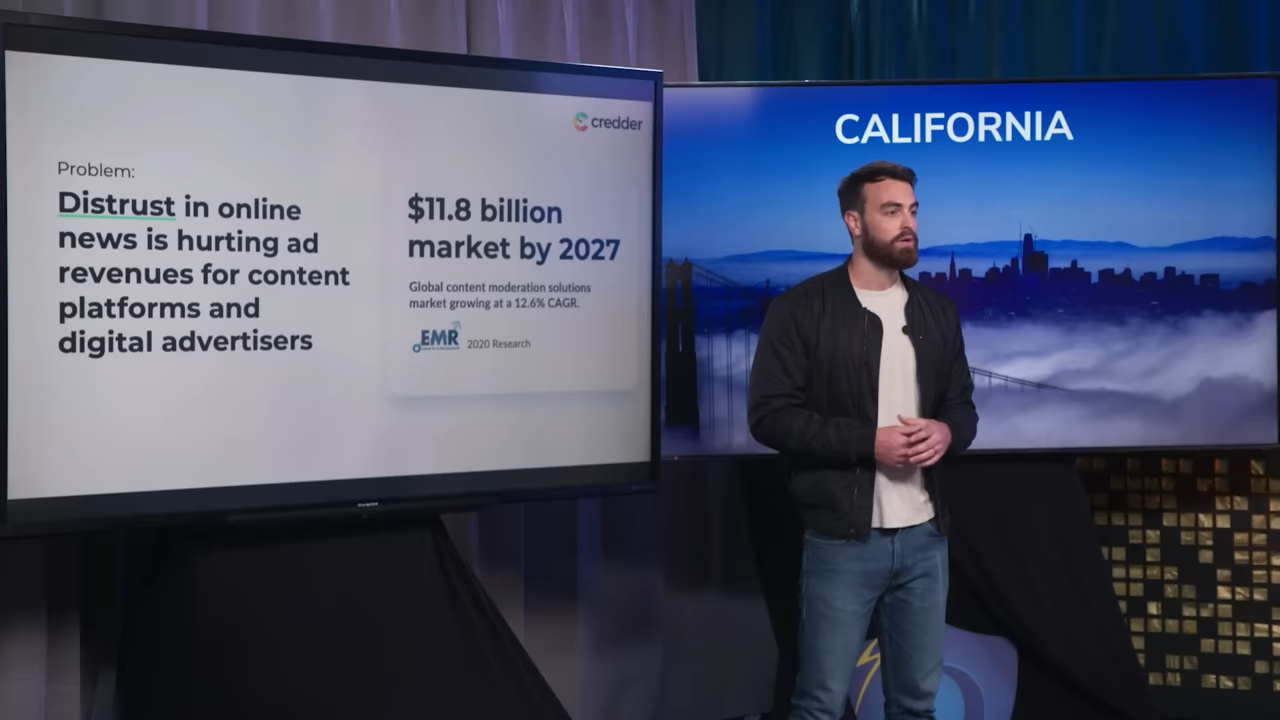 credder
Problem:
Distrust in online
news is hurting ad
revenues for content
platforms and
digital advertisers
$11.8 billion
market by 2027
Global content moderation solutions
market growing at a 12.6% CAGR.
EMR
2020 Research
CALIFORNIA